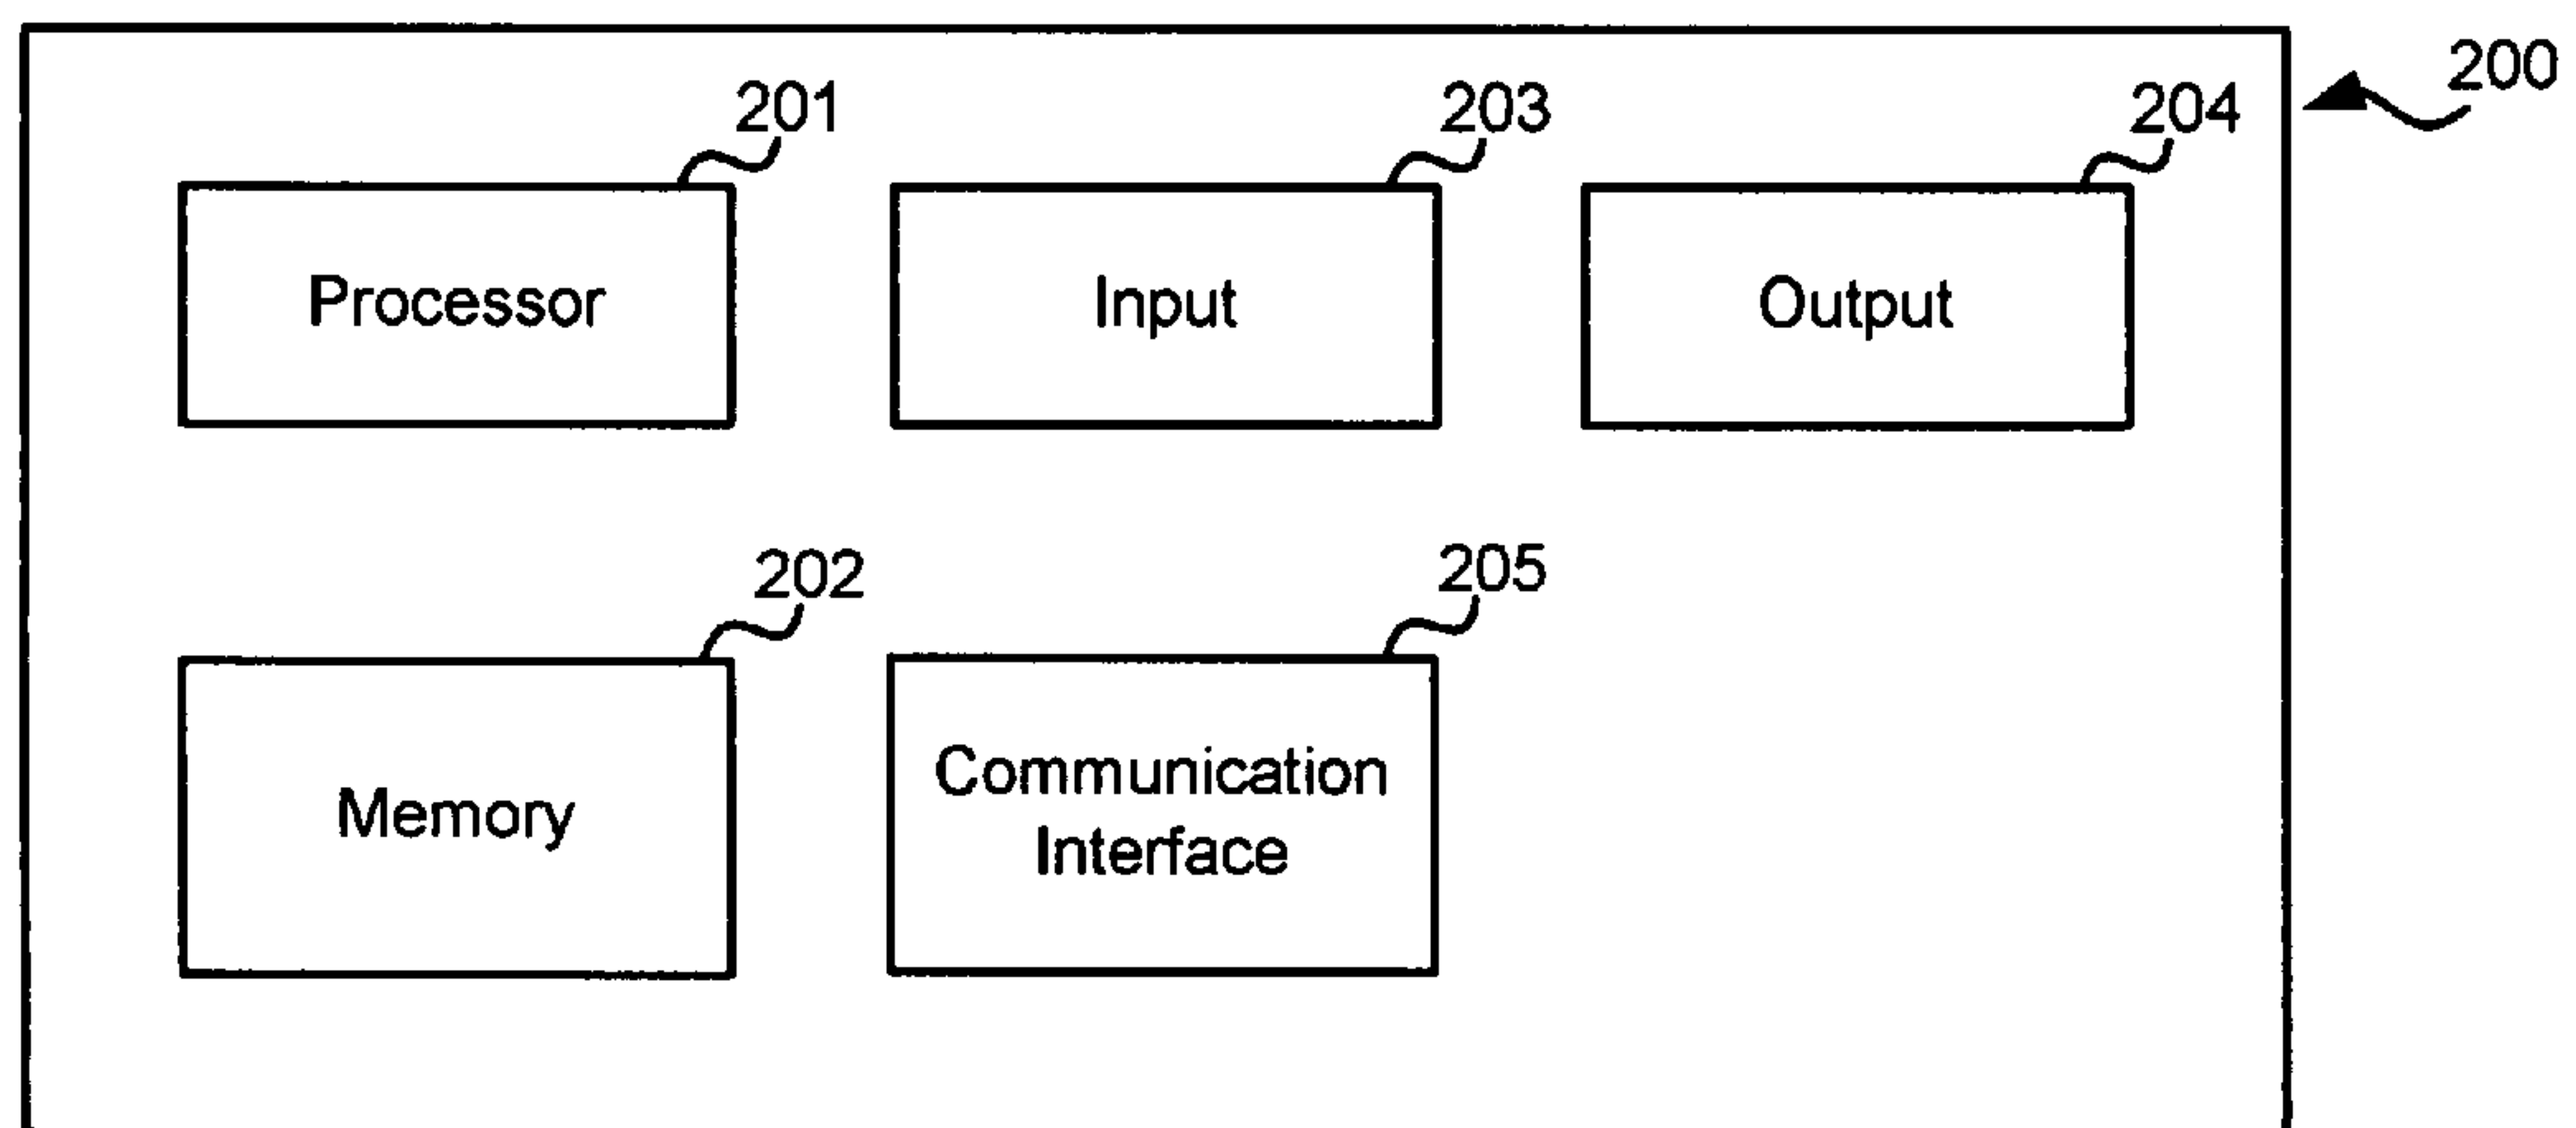 200
201
203
204
Processor
Input
Output
202
205
Memory
Communication
Interface